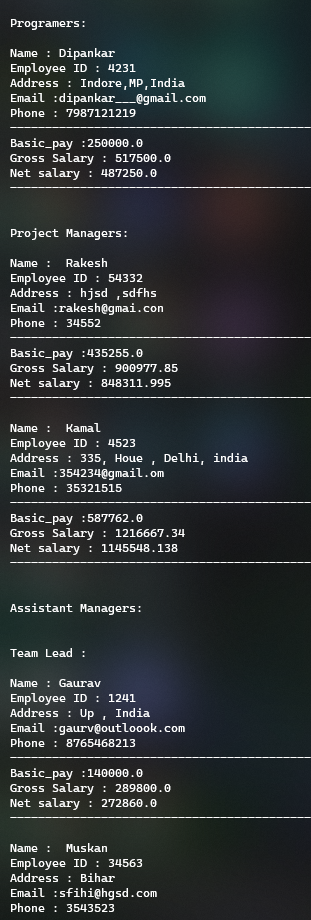 Programers:
Name : Dipankar
Employee ID : 4231
Address : Indore,MP,India
Email :dipankar___@gmail.com
Phone : 7987121219
Basic_pay :250000.0
Gross Salary : 517500.0
Net salary : 487250.0
Project Managers:
Name :  Rakesh
Employee ID : 54332
Address : hjsd ,sdfhs
Email :rakesh@gmai.con
Phone : 34552
Basic_pay :435255.0
Gross Salary : 900977.85
Net salary : 848311.995
Name :  Kamal
Employee ID : 4523
Address : 335, Houe , Delhi, india
Email :354234@gmail.om
Phone : 35321515
Basic_pay :587762.0
Gross Salary : 1216667.34
Net salary : 1145548.138
Assistant Managers:
Team Lead :
Name : Gaurav
Employee ID : 1241
Address : Up , India
Email :gaurv@outloook.com
Phone : 8765468213
Basic_pay :140000.0
Gross Salary : 289800.0
Net salary : 272860.0
Name :  Muskan
Employee ID : 34563
Address : Bihar
Email :sfihi@hgsd.com
Phone : 3543523